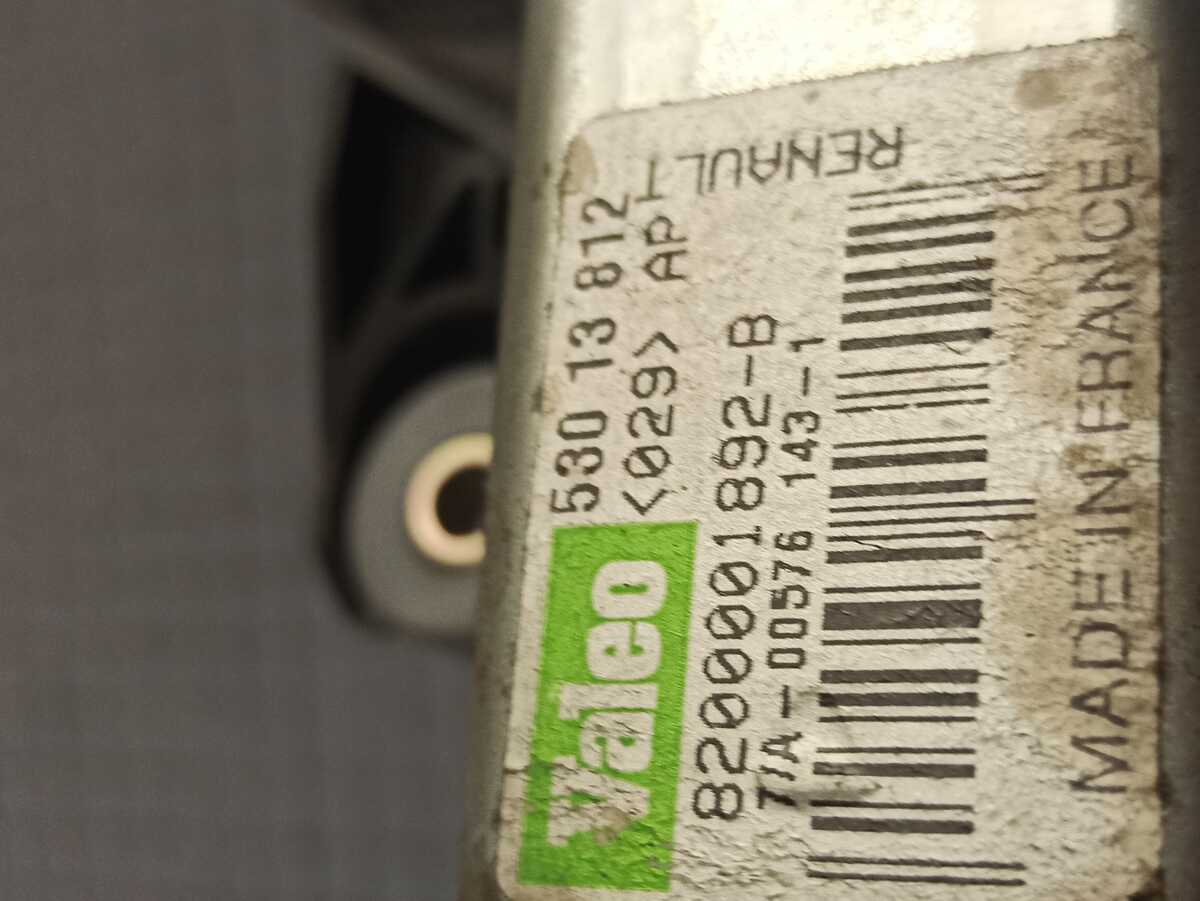 Valeo
530 13 812
<029> AP
8200001892-B
7/A-00576 143-1
RENAULT
MADE IN FRANCE